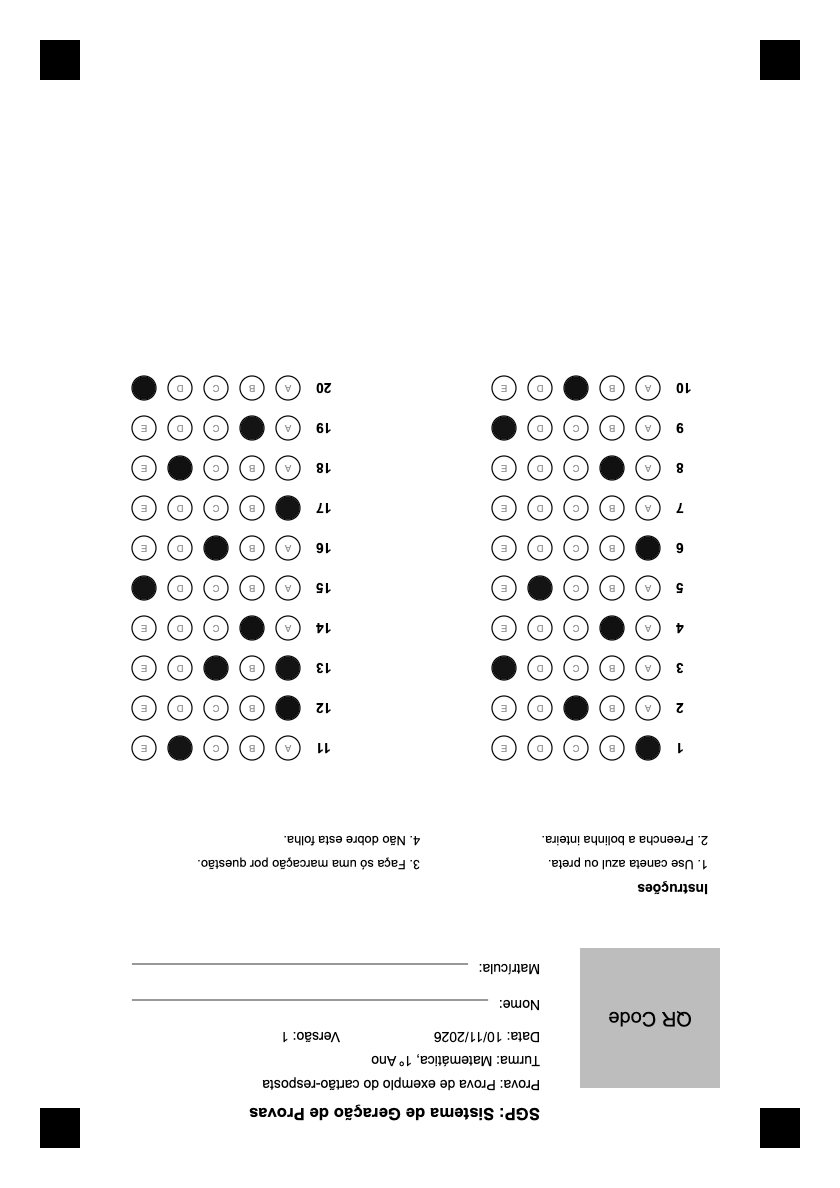 SGP: Sistema de Geração de Provas
Prova: Prova de exemplo do cartão-resposta
Turma: Matemática, 1º Ano
Data: 10/11/2026 Versão: 1
Nome:
Matrícula:
QR Code
Instruções
1. Use caneta azul ou preta.
2. Preencha a bolinha inteira.
3. Faça só uma marcação por questão.
4. Não dobre esta folha.
1 B C D E
2 A B D E
3 A B C D
4 A C D E
5 A B C E
6 B C D E
7 A B C D E
8 A C D E
9 A B C D
10 A B D E
11 A B C E
12 B C D E
13 B D E
14 A C D E
15 A B C D
16 A B D E
17 B C D E
18 A B C E
19 A C D E
20 A B C D